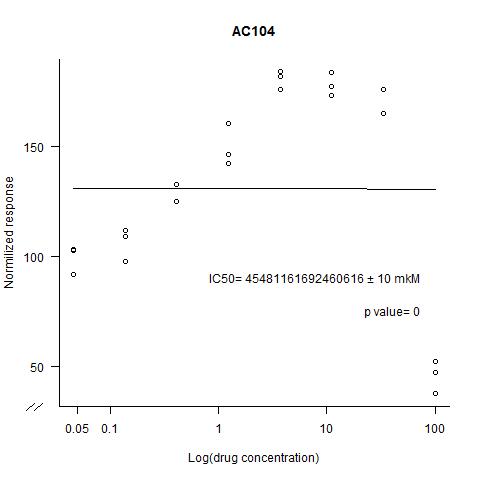 AC104
Normilized response
150
100
50
IC50= 45481161692460616 ± 10 mkM
p value= 0
0.05 0.1 1 10 100
Log(drug concentration)